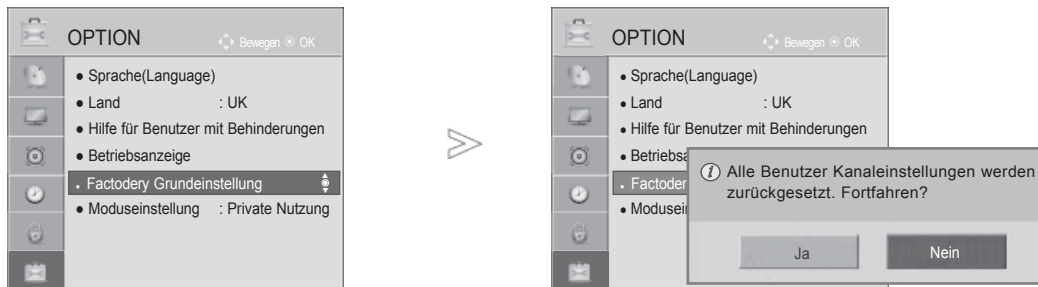 OPTION
Bewegen OK
Sprache(Language)
Land : UK
Hilfe für Benutzer mit Behinderungen
Betriebsanzeige
Factodery Grundeinstellung
Moduseinstellung : Private Nutzung
OPTION
Bewegen OK
Sprache(Language)
Land : UK
Hilfe für Benutzer mit Behinderungen
Betriebsa
Factoder
Modusei
Alle Benutzer Kanaleinstellungen werden
zurückgesetzt. Fortfahren?
Ja Nein